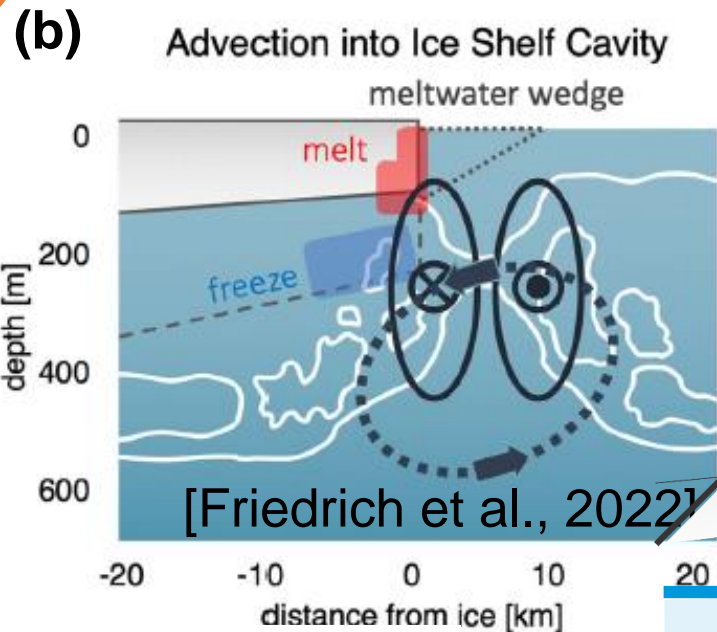 (b)
Advection into Ice Shelf Cavity
meltwater wedge
0
melt
200
freeze
depth [m]
400
600
[Friedrich et al., 2022]
-20 -10 0 10 20
distance from ice [km]